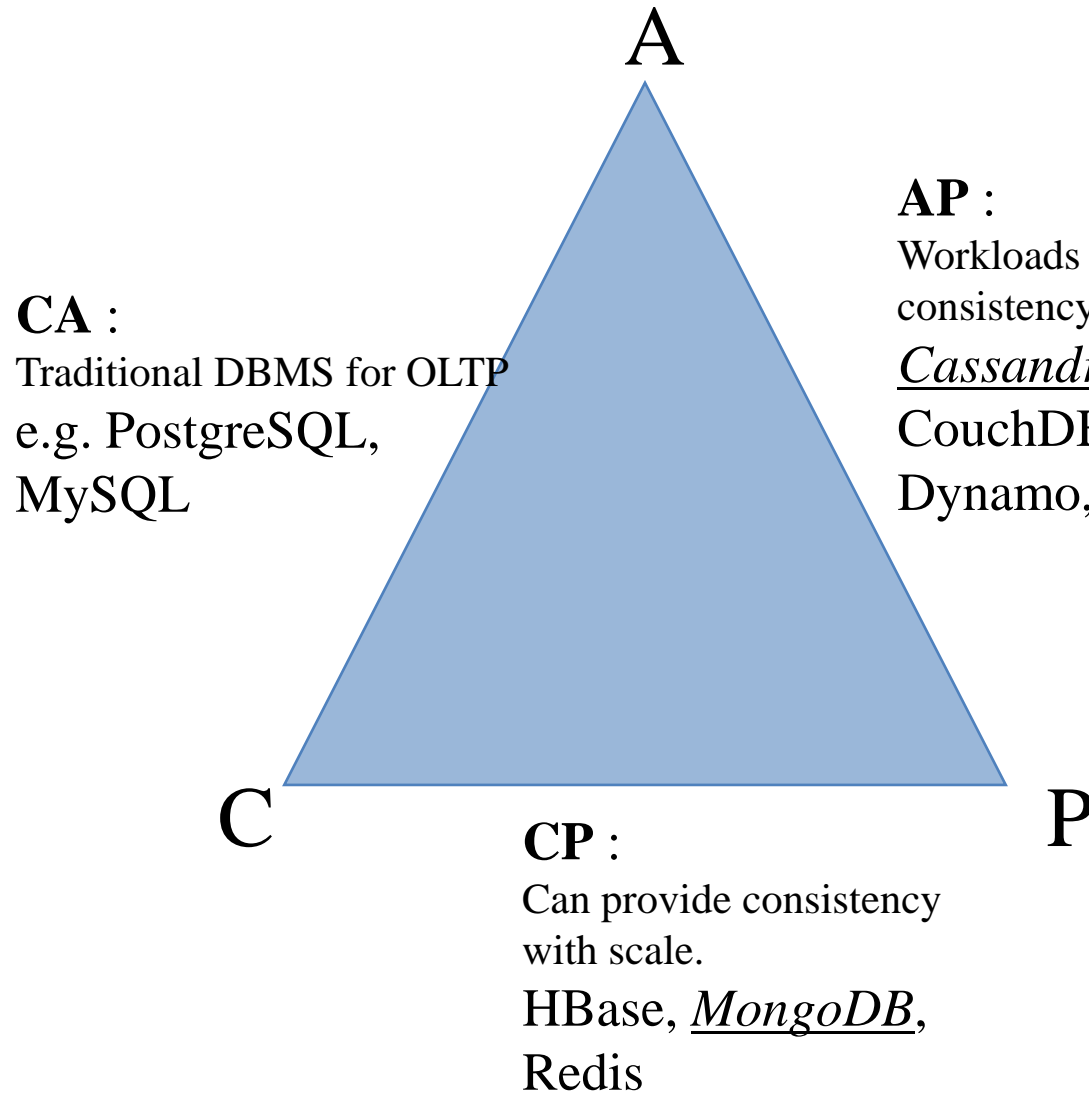 A
AP :
Workloads
consistency
CA :
Traditional DBMS for OLTP
e.g. PostgreSQL,
MySQL
Dynamo,
C
P
CP :
Can provide consistency
with scale.
HBase, MongoDB,
Redis